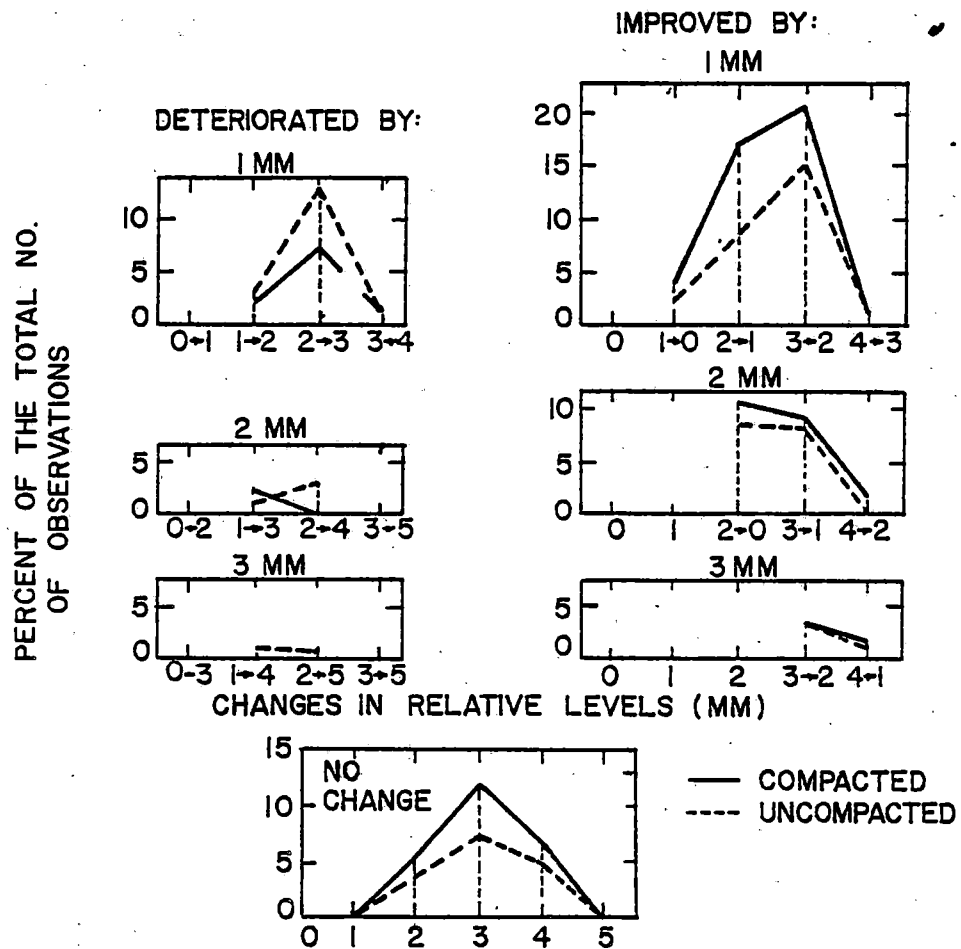 IMPROVED BY:
1 MM
20
15
10
5
0
0 1→0 2→1 3→2 4→3
DETERIORATED BY:
1 MM
10
5
0
0→1 1→2 2→3 3→4
2 MM
10
5
0
0 1 2→0 3→1 4→2
2 MM
5
0
0→2 1→3 2→4 3→5
3 MM
5
0
0 1 2 3→2 4→1
3 MM
5
0
0-3 1→4 2→5 3→5
PERCENT OF THE TOTAL NO.
OF OBSERVATIONS
CHANGES IN RELATIVE LEVELS (MM)
15
10
5
0
NO
CHANGE
0 1 2 3 4 5
COMPACTED
UNCOMPACTED